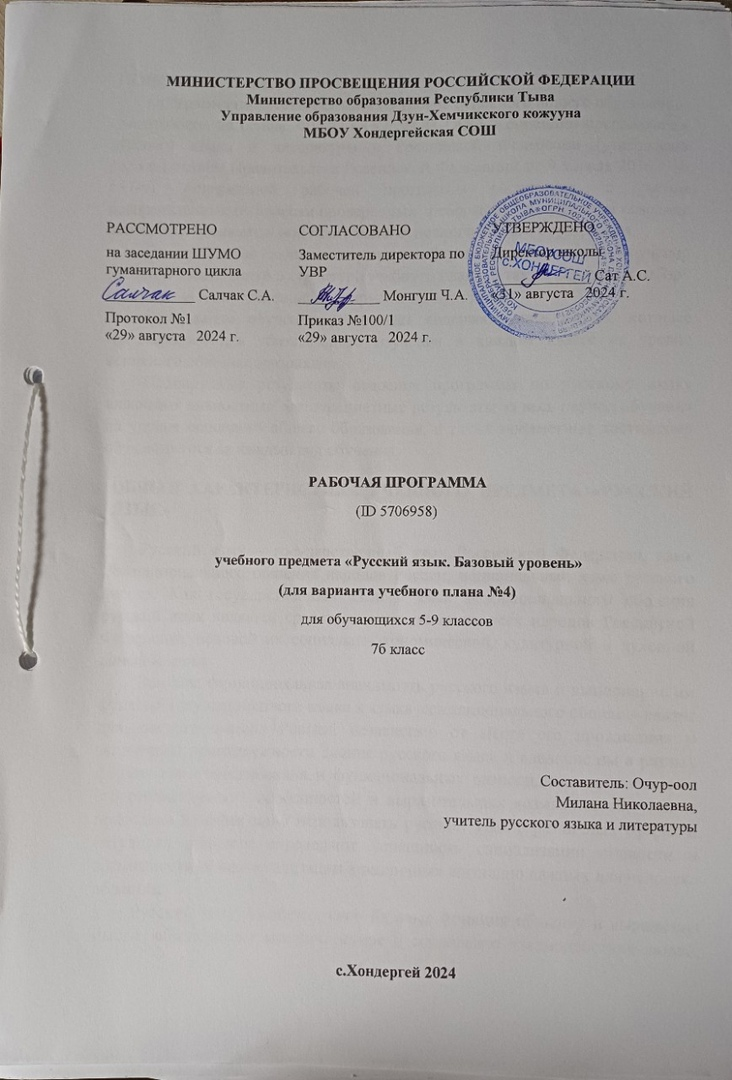 МИНИСТЕРСТВО ПРОСВЕЩЕНИЯ РОССИЙСКОЙ ФЕДЕРАЦИИ
Министерство образования Республики Тыва
Управление образования Дзун-Хемчикского кожууна
МБОУ Хондергейская СОШ
РАССМОТРЕНО
на заседании ШУМО
гуманитарного цикла
Салчак Салчак С.А.
Протокол №1
«29» августа 2024 г.
СОГЛАСОВАНО
Заместитель директора по
УВР
Монгуш Ч.А.
Приказ №100/1
«29» августа 2024 г.
УТВЕРЖДЕНО
Директор школы
Сат А.С.
«31» августа 2024 г.
МБОУ СОШ
с.ХОНДЕРГЕЙ
РАБОЧАЯ ПРОГРАММА
(ID 5706958)
учебного предмета «Русский язык. Базовый уровень»
(для варианта учебного плана №4)
для обучающихся 5-9 классов
7б класс
Составитель: Очур-оол
Милана Николаевна,
учитель русского языка и литературы
с.Хондергей 2024